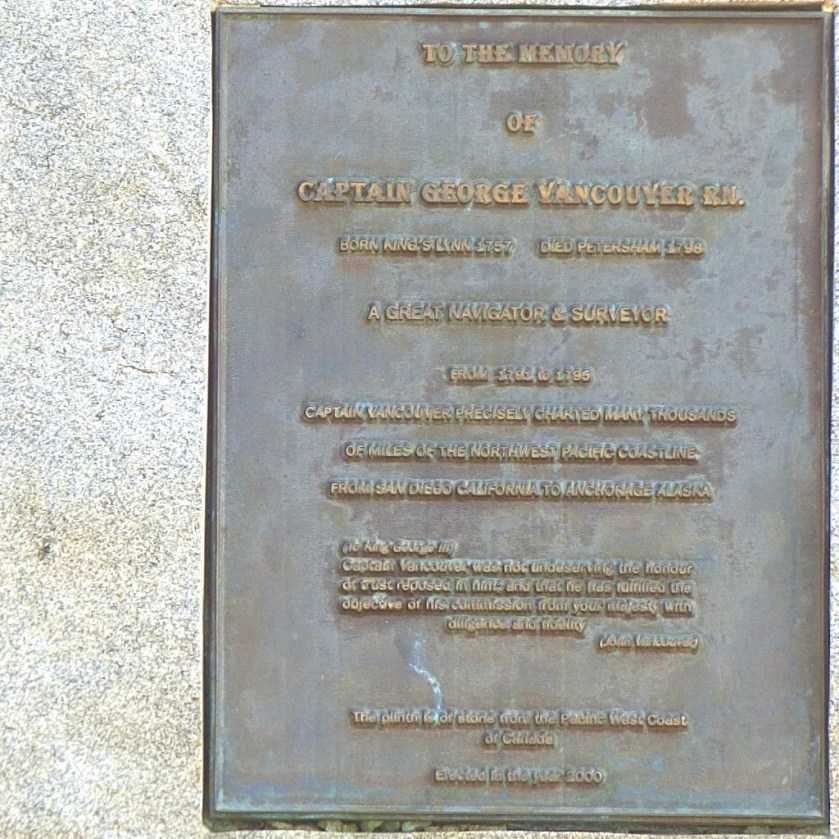 TO THE MEMORY
OF
CAPTAIN GEORGE VANCOUVER RN.
BORN KING'S LYNN 1757, DIED PETERSHAM 1798
A GREAT NAVIGATOR & SURVEYOR
FROM to 1795
CAPTAIN VANCOUVER PRECISELY CHARTED MANY THOUSANDS
OF MILES OF THE NORTHWEST PACIFIC COASTLINE.
FROM SAN DIEGO CALIFORNIA TO ANCHORAGE ALASKA
(To King George III)
Captain Vancouver was not undeserving the honour
of trust reposed in him: and that he has fulfilled the
objective of his commission from your majesty with
diligence and fidelity
(John Vancouver)
The plinth is of stone from the Pacific West Coast
of Canada
Erected in the year 2000